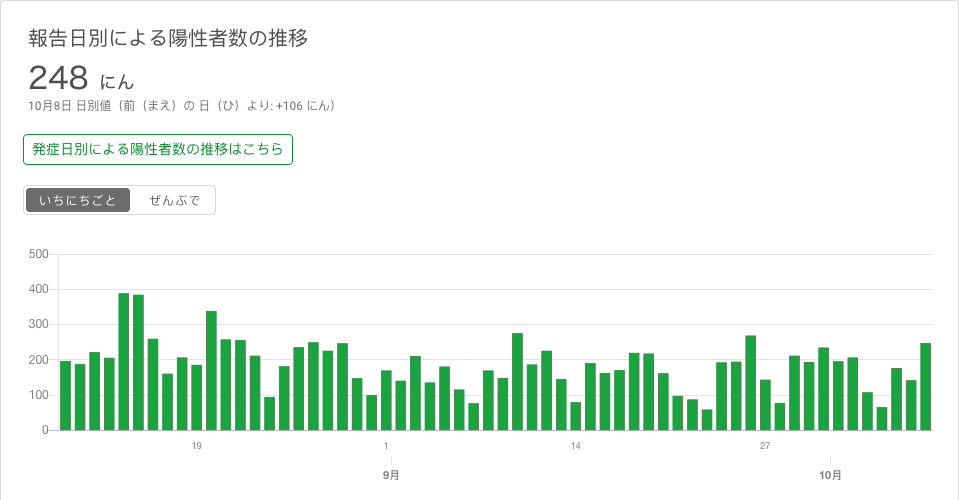 報告日別による陽性者数の推移
248 にん
10月8日 日別値（前（まえ）の 日（ひ）より: +106 にん）
発症日別による陽性者数の推移はこちら
いちにちごと ぜんぶで
500
400
300
200
100
0
19 1 14 27
9月 10月